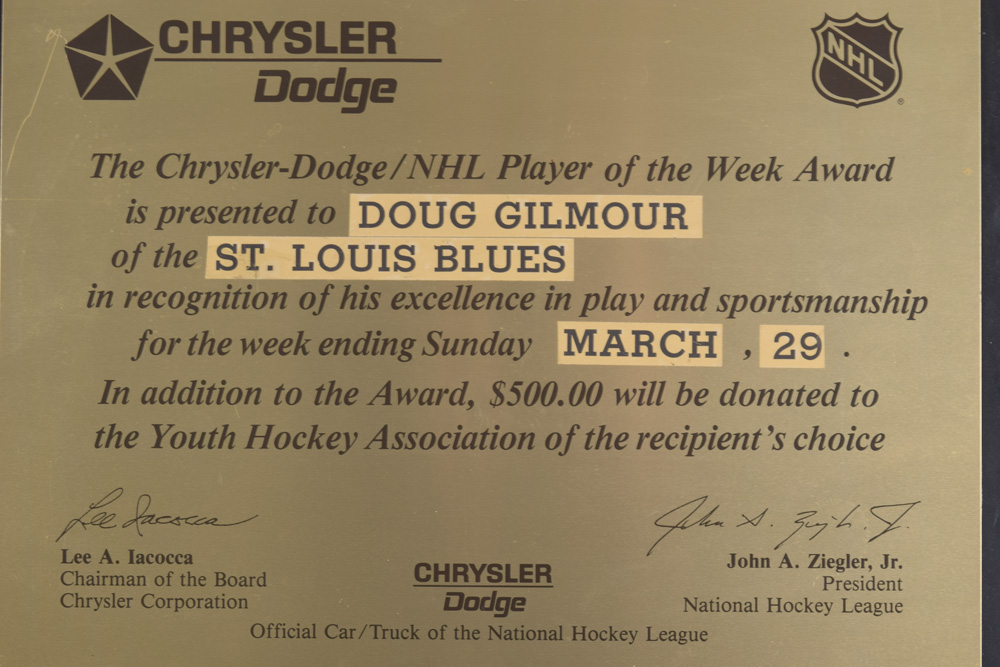 CHRYSLER
Dodge
NHL
®
The Chrysler-Dodge/NHL Player of the Week Award
is presented to DOUG GILMOUR
of the ST. LOUIS BLUES
in recognition of his excellence in play and sportsmanship
for the week ending Sunday MARCH , 29 .
In addition to the Award, $500.00 will be donated to
the Youth Hockey Association of the recipient's choice
Lee Iacocca
John A. Ziegler, Jr.
Lee A. Iacocca
Chairman of the Board
Chrysler Corporation
John A. Ziegler, Jr.
President
National Hockey League
CHRYSLER
Dodge
Official Car/Truck of the National Hockey League